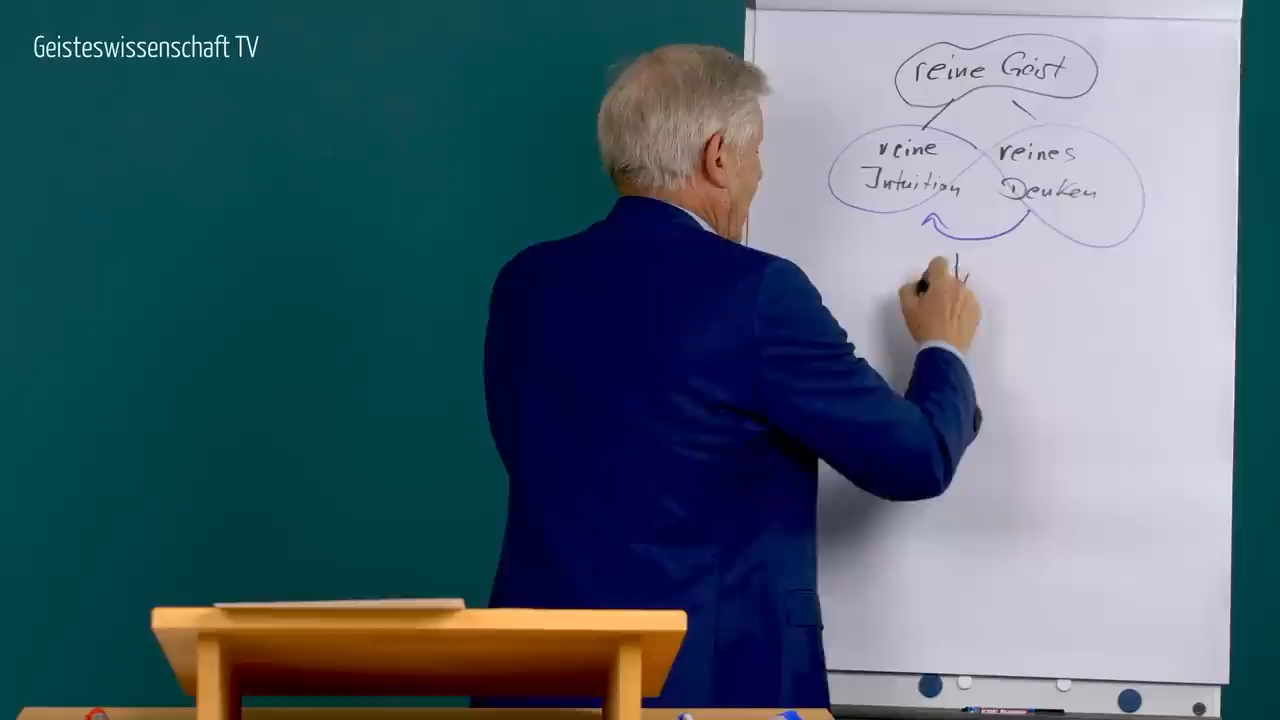 Geisteswissenschaft TV
reine Geist
reine
Intuition
reines
Denken